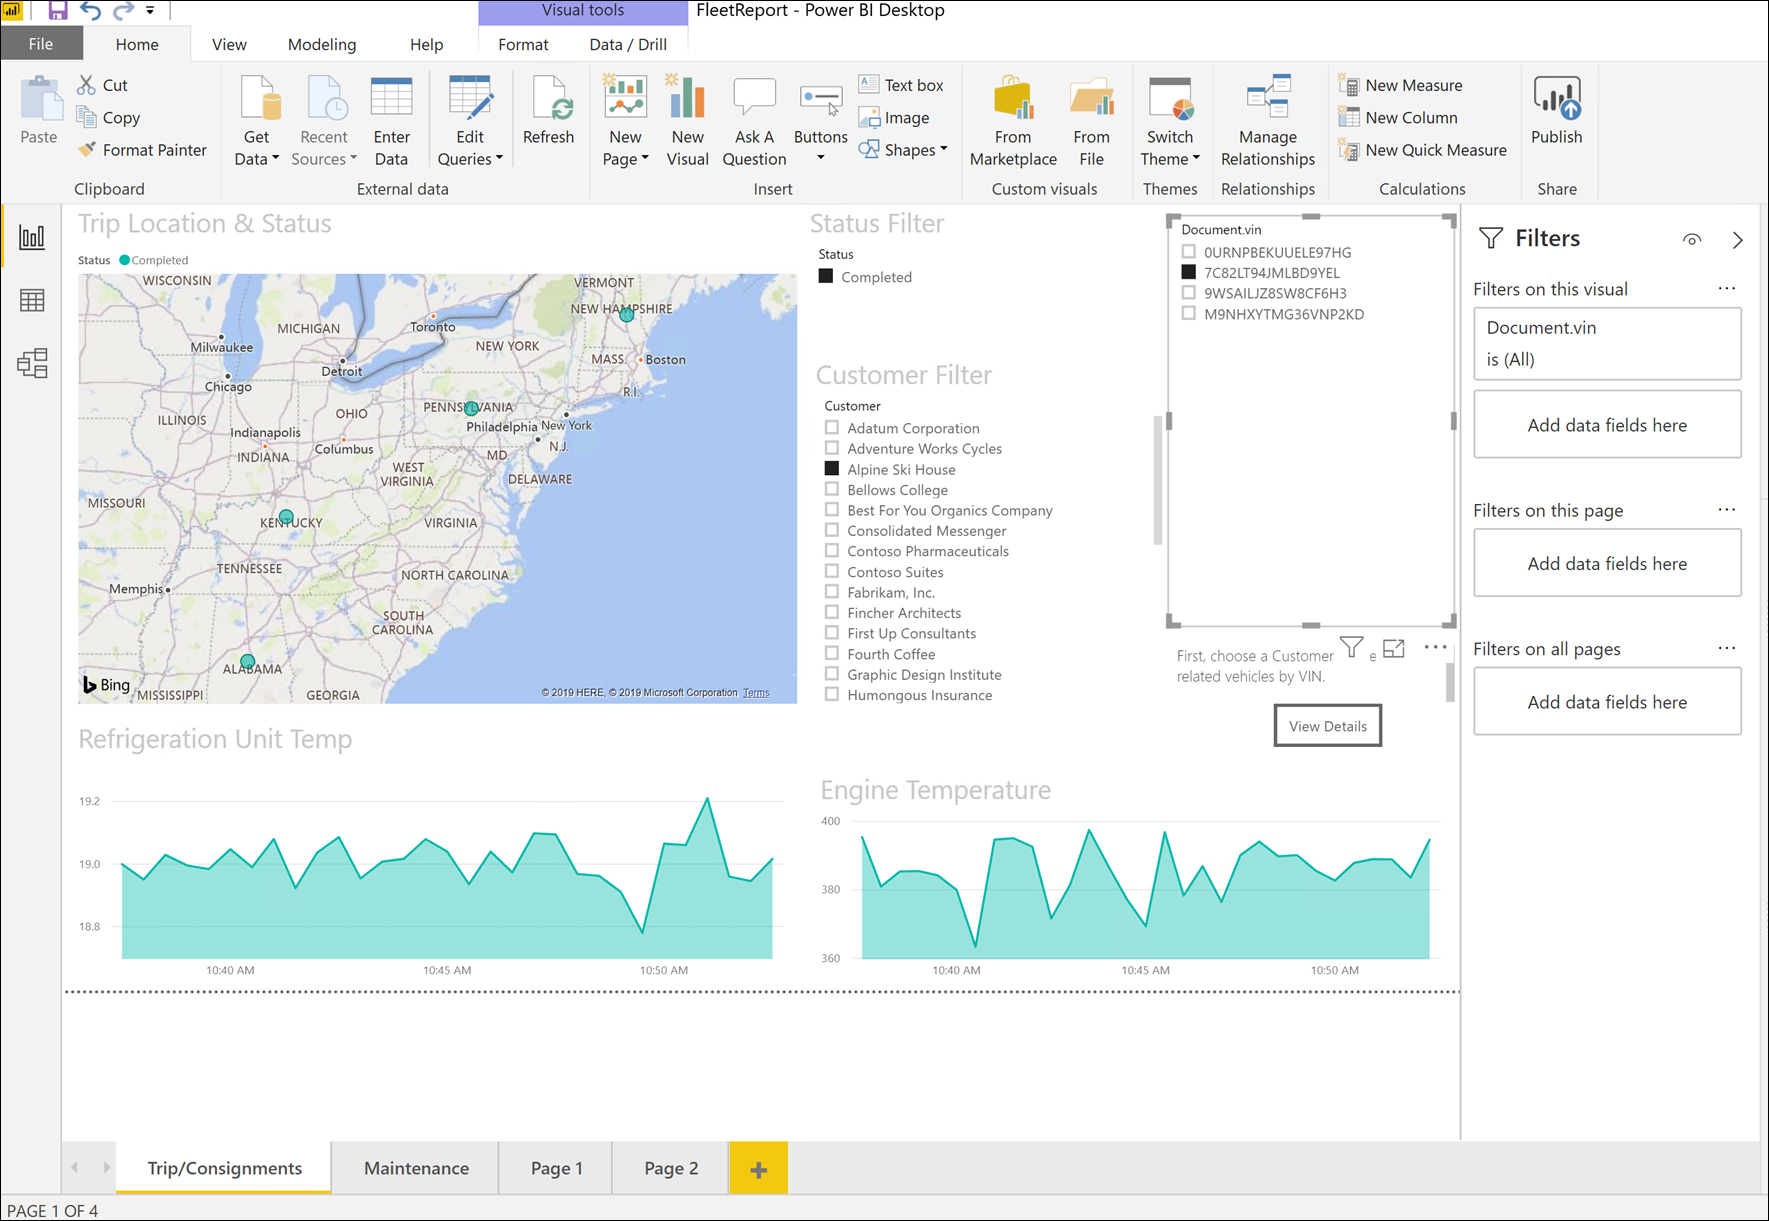 Visual tools
FleetReport - Power BI Desktop
File
Home
View
Modeling
Help
Format
Data / Drill
Paste
Cut
Copy
Format Painter
Clipboard
Get
Data
Recent
Sources
Enter
Data
Edit
Queries
Refresh
External data
New
Page
New
Visual
Ask A
Question
Buttons
Text box
Image
Shapes
Insert
From
Marketplace
From
File
Custom visuals
Switch
Theme
Themes
Manage
Relationships
Relationships
New Measure
New Column
New Quick Measure
Calculations
Publish
Share
Trip Location & Status
Status Completed
WISCONSIN
VERMONT
NEW HAMPSHIRE
MICHIGAN
Toronto
Milwaukee
NEW YORK
MASS.
Boston
Detroit
Chicago
R.I.
ILLINOIS
OHIO
PENNSYLVANIA
Indianapolis
Philadelphia
New York
Columbus
N.J.
INDIANA
MD.
WEST
VIRGINIA
DELAWARE
MISSOURI
KENTUCKY
VIRGINIA
TENNESSEE
NORTH CAROLINA
Memphis
SOUTH
CAROLINA
ALABAMA
Bing
MISSISSIPPI
GEORGIA
© 2019 HERE, © 2019 Microsoft Corporation Terms
Status Filter
Status
Completed
Customer Filter
Customer
Adatum Corporation
Adventure Works Cycles
Alpine Ski House
Bellows College
Best For You Organics Company
Consolidated Messenger
Contoso Pharmaceuticals
Contoso Suites
Fabrikam, Inc.
Fincher Architects
First Up Consultants
Fourth Coffee
Graphic Design Institute
Humongous Insurance
Document.vin
0URNPBEKUUELE97HG
7C82LT94JMLBD9YEL
9WSAILJZ8SW8CF6H3
M9NHXYTMG36VNP2KD
First, choose a Customer e
related vehicles by VIN.
View Details
Refrigeration Unit Temp
19.2
19.0
18.8
10:40 AM
10:45 AM
10:50 AM
Engine Temperature
400
380
360
10:40 AM
10:45 AM
10:50 AM
Filters
Filters on this visual
Document.vin
is (All)
Add data fields here
Filters on this page
Add data fields here
Filters on all pages
Add data fields here
Trip/Consignments
Maintenance
Page 1
Page 2
+
PAGE 1 OF 4